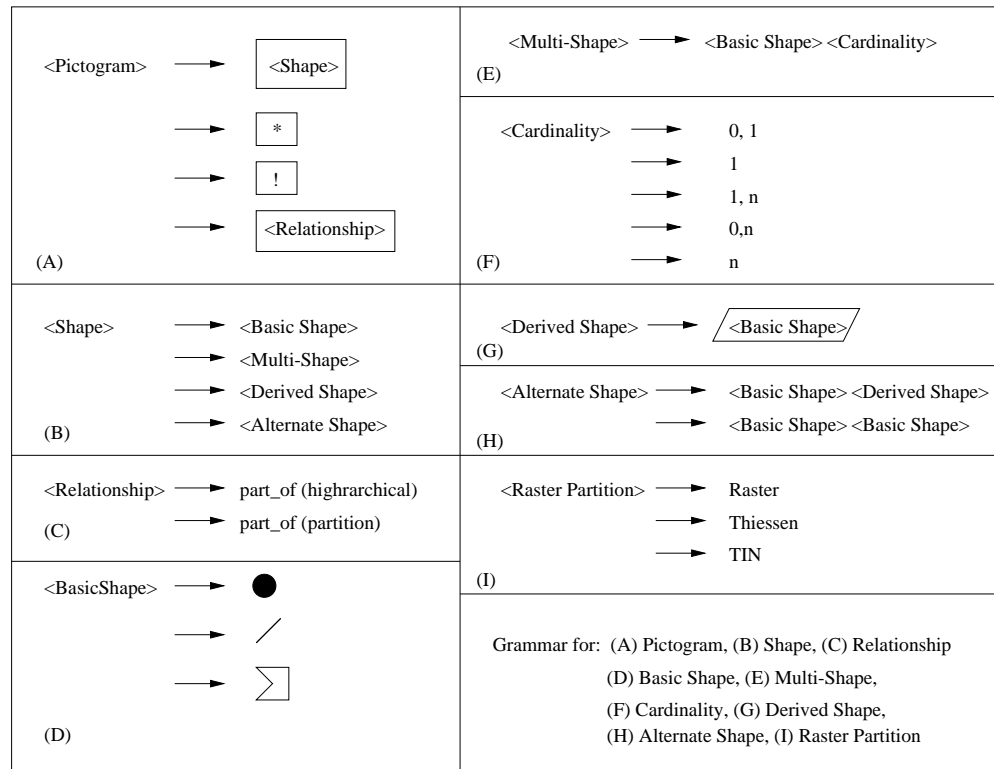 <Pictogram>
<Shape>
*
!
<Relationship>
(A)
<Shape>
<Basic Shape>
<Multi-Shape>
<Derived Shape>
<Alternate Shape>
(B)
<Relationship>
part_of (highrarchical)
part_of (partition)
(C)
<BasicShape>
(D)
<Multi-Shape>
<Basic Shape> <Cardinality>
(E)
<Cardinality>
0, 1
1
1, n
0,n
n
(F)
<Derived Shape>
<Basic Shape>
(G)
<Alternate Shape>
<Basic Shape> <Derived Shape>
<Basic Shape> <Basic Shape>
(H)
<Raster Partition>
Raster
Thiessen
TIN
(I)
Grammar for: (A) Pictogram, (B) Shape, (C) Relationship
(D) Basic Shape, (E) Multi-Shape,
(F) Cardinality, (G) Derived Shape,
(H) Alternate Shape, (I) Raster Partition